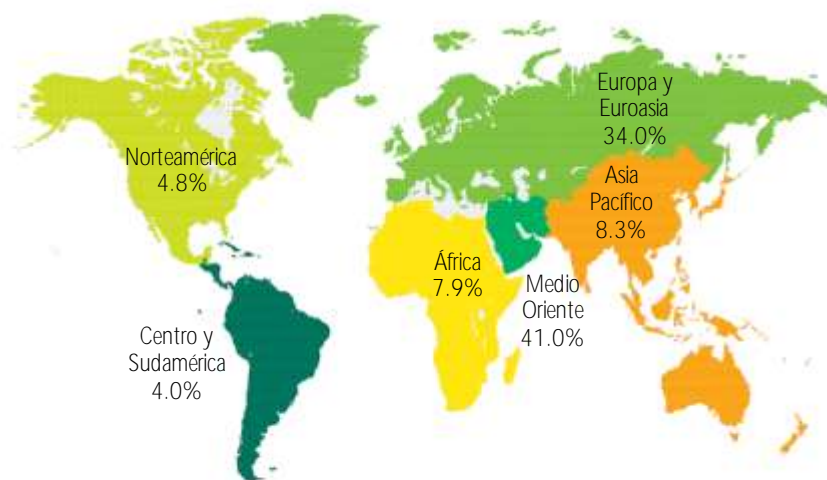 Europa y
Euroasia
34.0%
Norteamérica
4.8%
Asia
Pacífico
8.3%
África
7.9%
Medio
Oriente
41.0%
Centro y
Sudamérica
4.0%